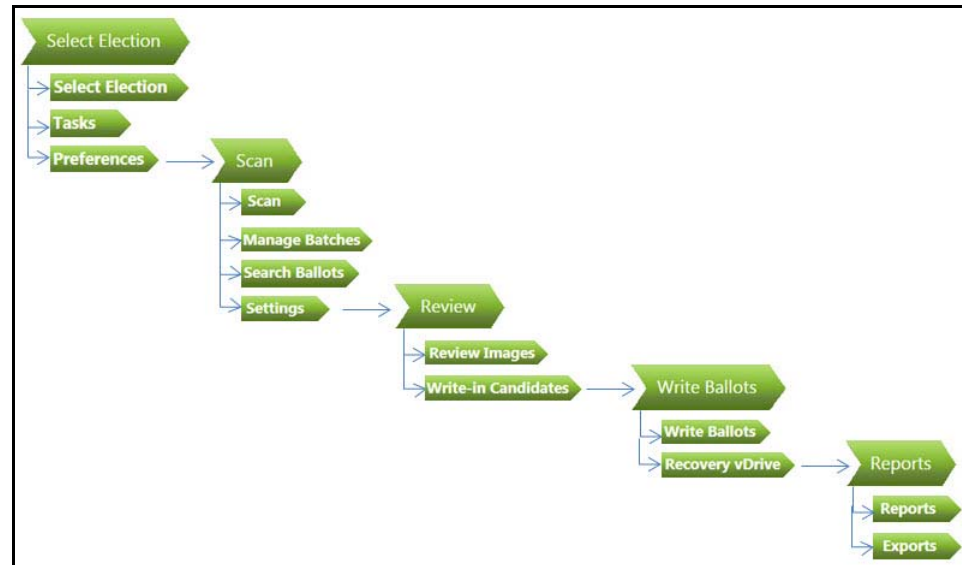 Select Election
Select Election
Tasks
Preferences
Scan
Scan
Manage Batches
Search Ballots
Settings
Review
Review Images
Write-in Candidates
Write Ballots
Write Ballots
Recovery vDrive
Reports
Reports
Exports